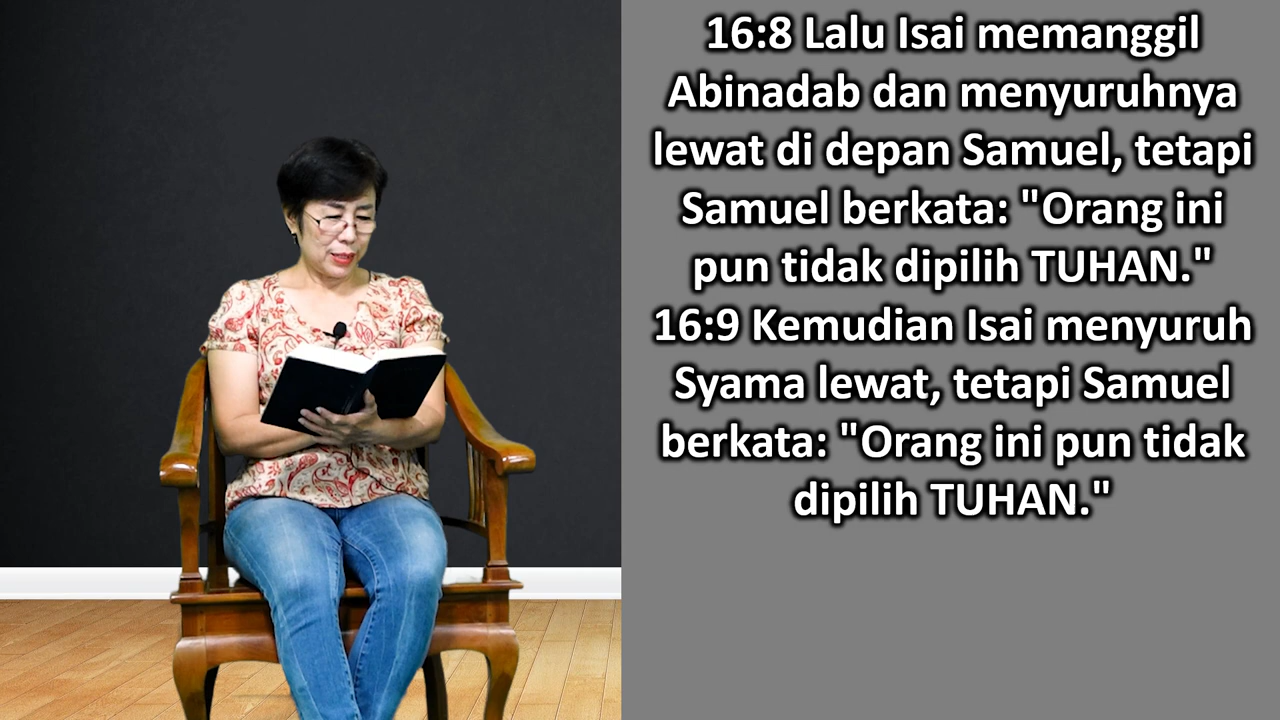 16:8 Lalu Isai memanggil
Abinadab dan menyuruhnya
lewat di depan Samuel, tetapi
Samuel berkata: "Orang ini
pun tidak dipilih TUHAN."
16:9 Kemudian Isai menyuruh
Syama lewat, tetapi Samuel
berkata: "Orang ini pun tidak
dipilih TUHAN."